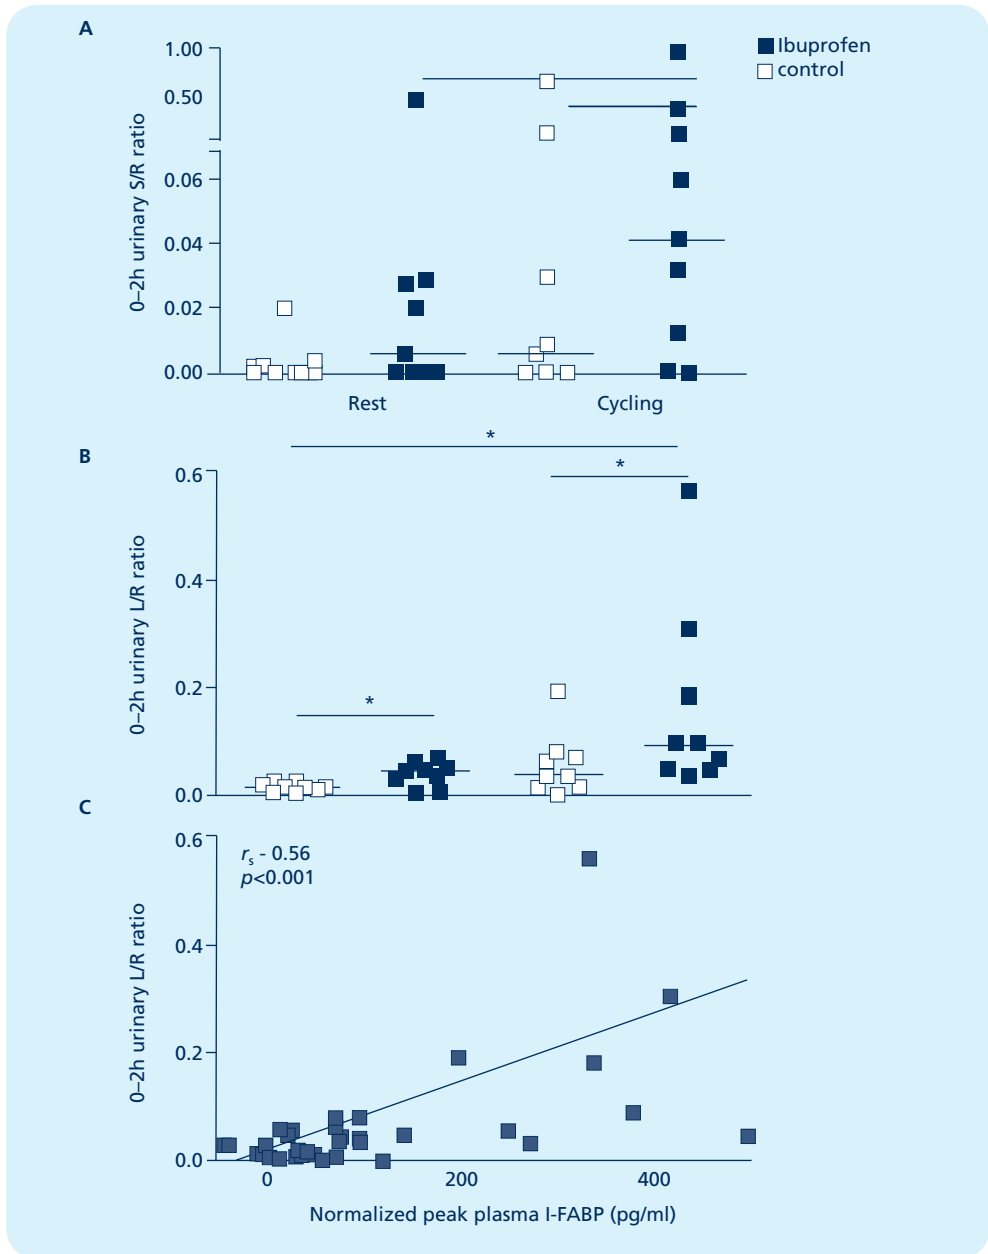 A
Ibuprofen
control
1.00
0.50
0.06
0.04
0.02
0.00
0–2h urinary S/R ratio
Rest
Cycling
B
*
*
*
0.6
0.4
0.2
0.0
0–2h urinary L/R ratio
C
rs - 0.56
p<0.001
0.6
0.4
0.2
0.0
0–2h urinary L/R ratio
0
200
400
Normalized peak plasma I-FABP (pg/ml)